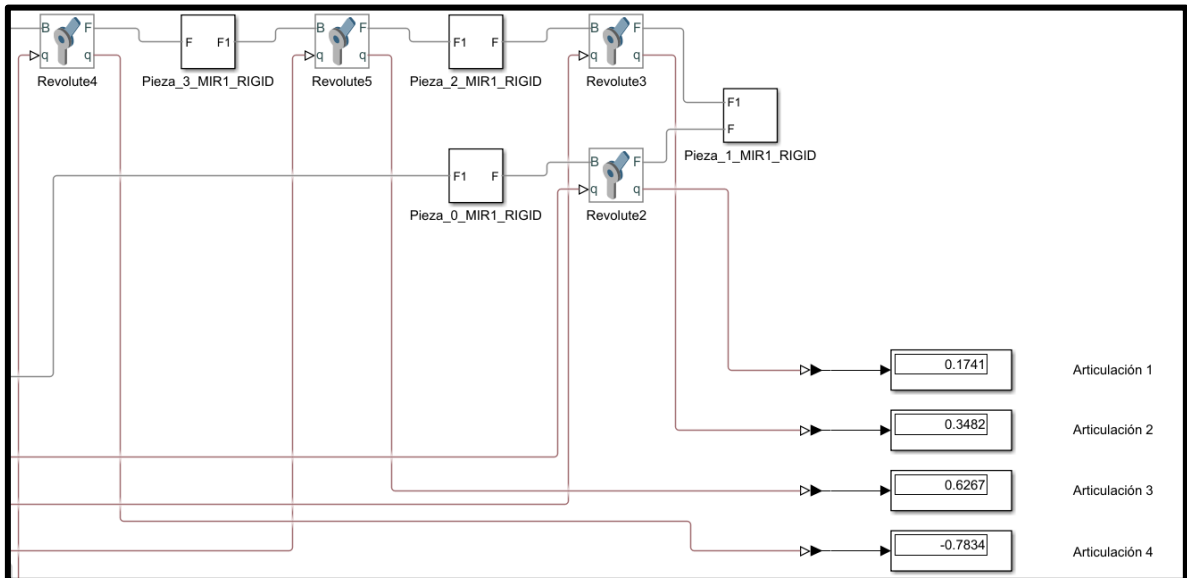 B F
q q
Revolute4
F F1
Pieza_3_MIR1_RIGID
B F
q q
Revolute5
F1 F
Pieza_2_MIR1_RIGID
B F
q q
Revolute3
F1
F
Pieza_1_MIR1_RIGID
F1 F
Pieza_0_MIR1_RIGID
B F
q q
Revolute2
0.1741 Articulación 1
0.3482 Articulación 2
0.6267 Articulación 3
-0.7834 Articulación 4